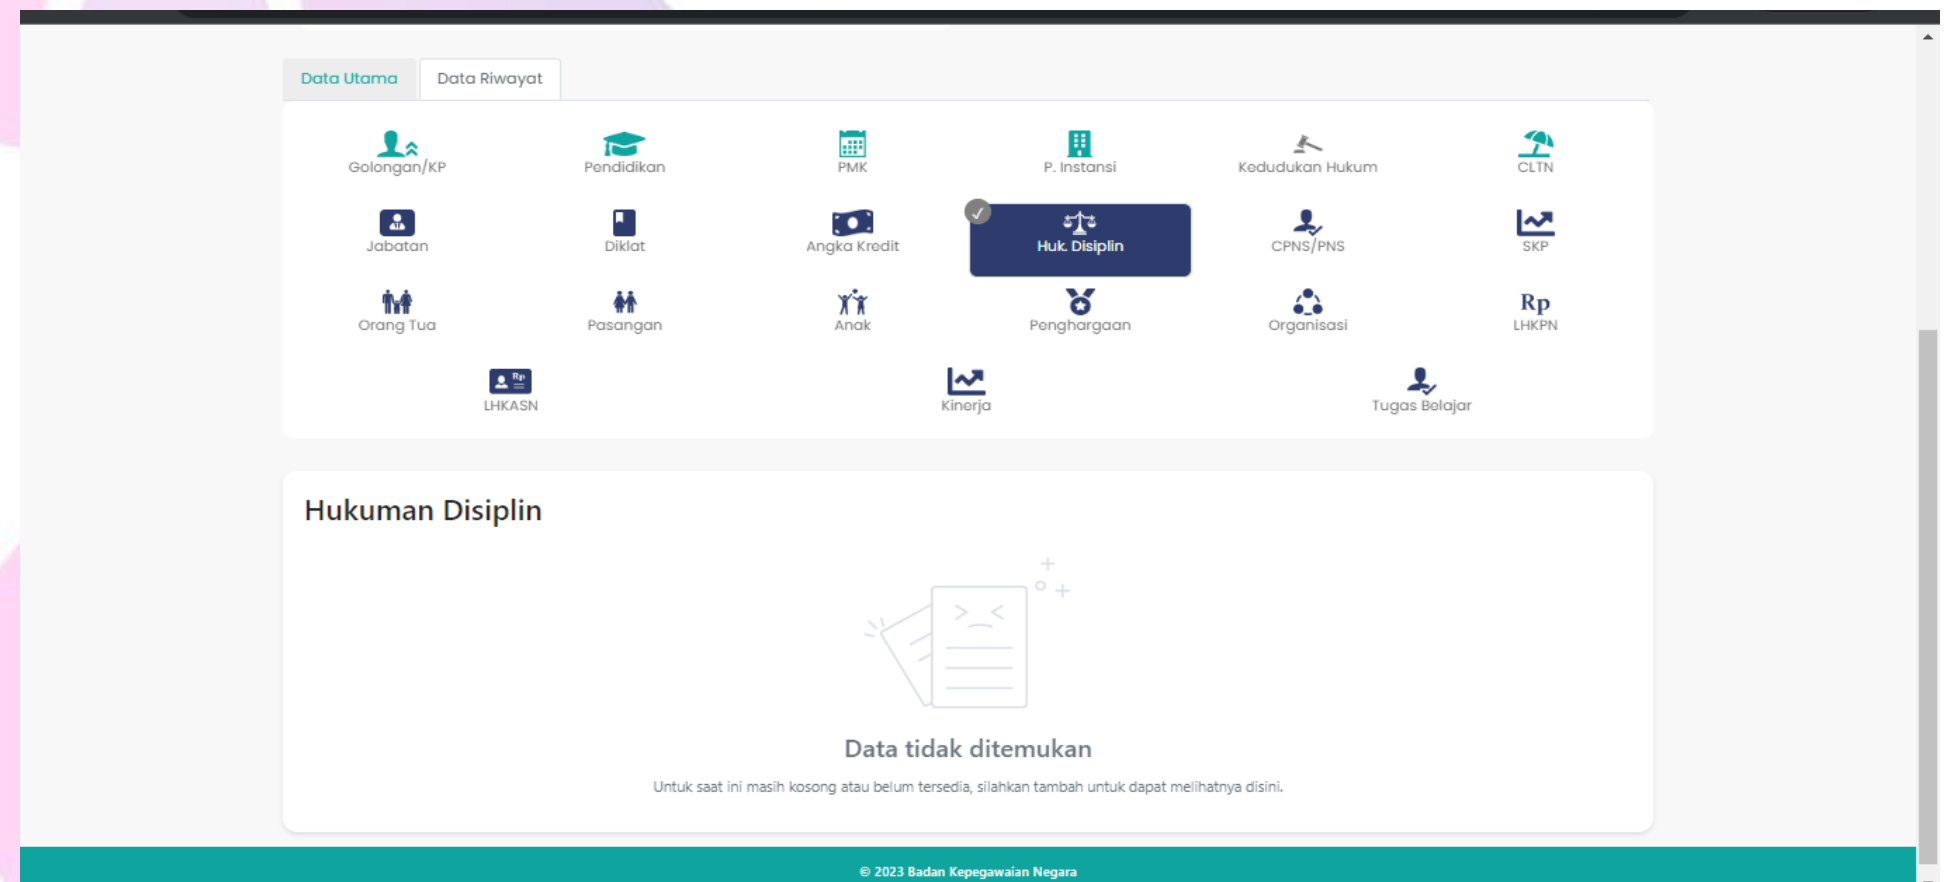 Data Utama Data Riwayat
Golongan/KP Pendidikan PMK P. Instansi Kedudukan Hukum CLTN
Jabatan Diklat Angka Kredit Huk. Disiplin CPNS/PNS SKP
Rp
Orang Tua Pasangan Anak Penghargaan Organisasi LHKPN
Rp
LHKASN Kinerja Tugas Belajar
Hukuman Disiplin
Data tidak ditemukan
Untuk saat ini masih kosong atau belum tersedia, silahkan tambah untuk dapat melihatnya disini.
© 2023 Badan Kepegawaian Negara